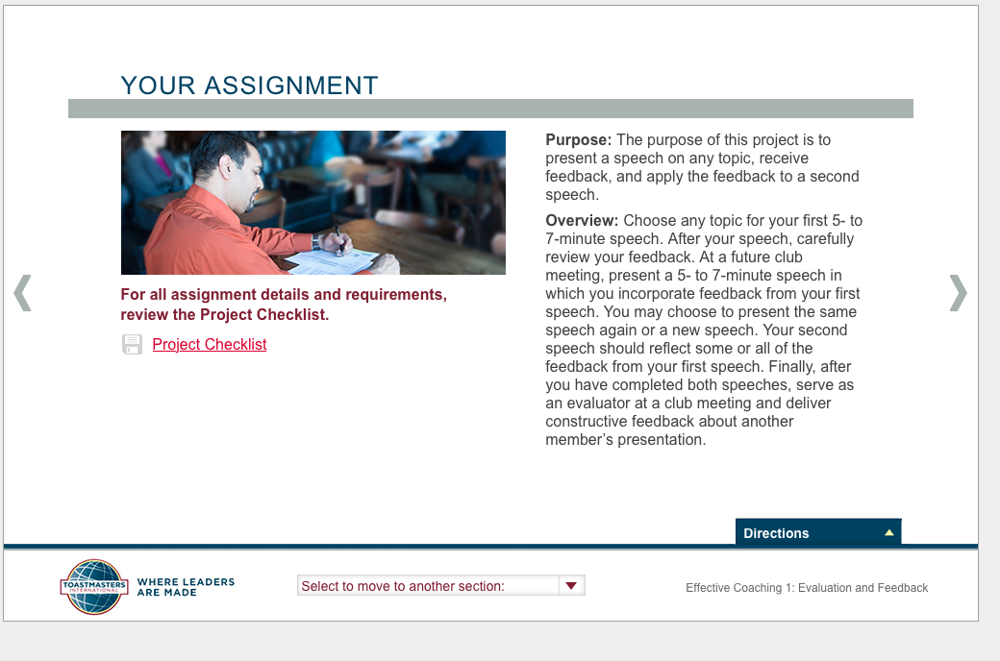 YOUR ASSIGNMENT
For all assignment details and requirements,
review the Project Checklist.
Project Checklist
Purpose: The purpose of this project is to
present a speech on any topic, receive
feedback, and apply the feedback to a second
speech.
Overview: Choose any topic for your first 5- to
7-minute speech. After your speech, carefully
review your feedback. At a future club
meeting, present a 5- to 7-minute speech in
which you incorporate feedback from your first
speech. You may choose to present the same
speech again or a new speech. Your second
speech should reflect some or all of the
feedback from your first speech. Finally, after
you have completed both speeches, serve as
an evaluator at a club meeting and deliver
constructive feedback about another
member’s presentation.
Directions
TOASTMASTERS
INTERNATIONAL
WHERE LEADERS
ARE MADE
Select to move to another section:
Effective Coaching 1: Evaluation and Feedback